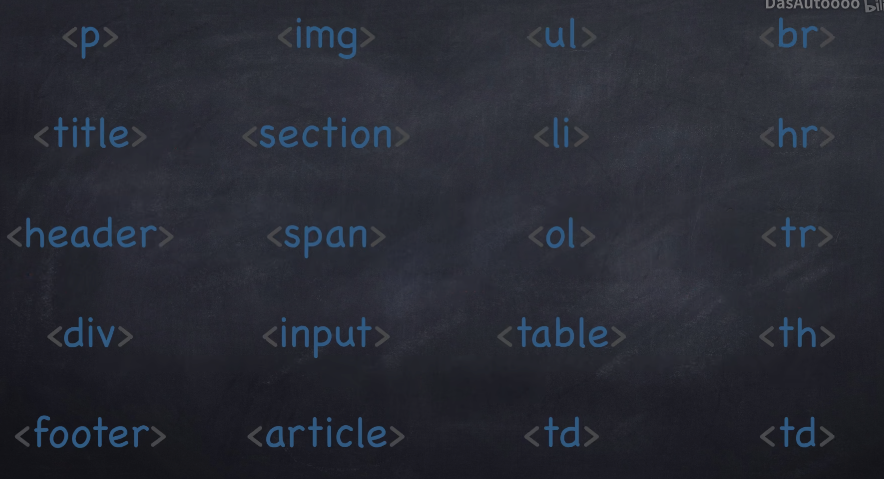 DasAutoooo bili
<p> <img> <ul> <br>
<title> <section> <li> <hr>
<header> <span> <ol> <tr>
<div> <input> <table> <th>
<footer> <article> <td> <td>